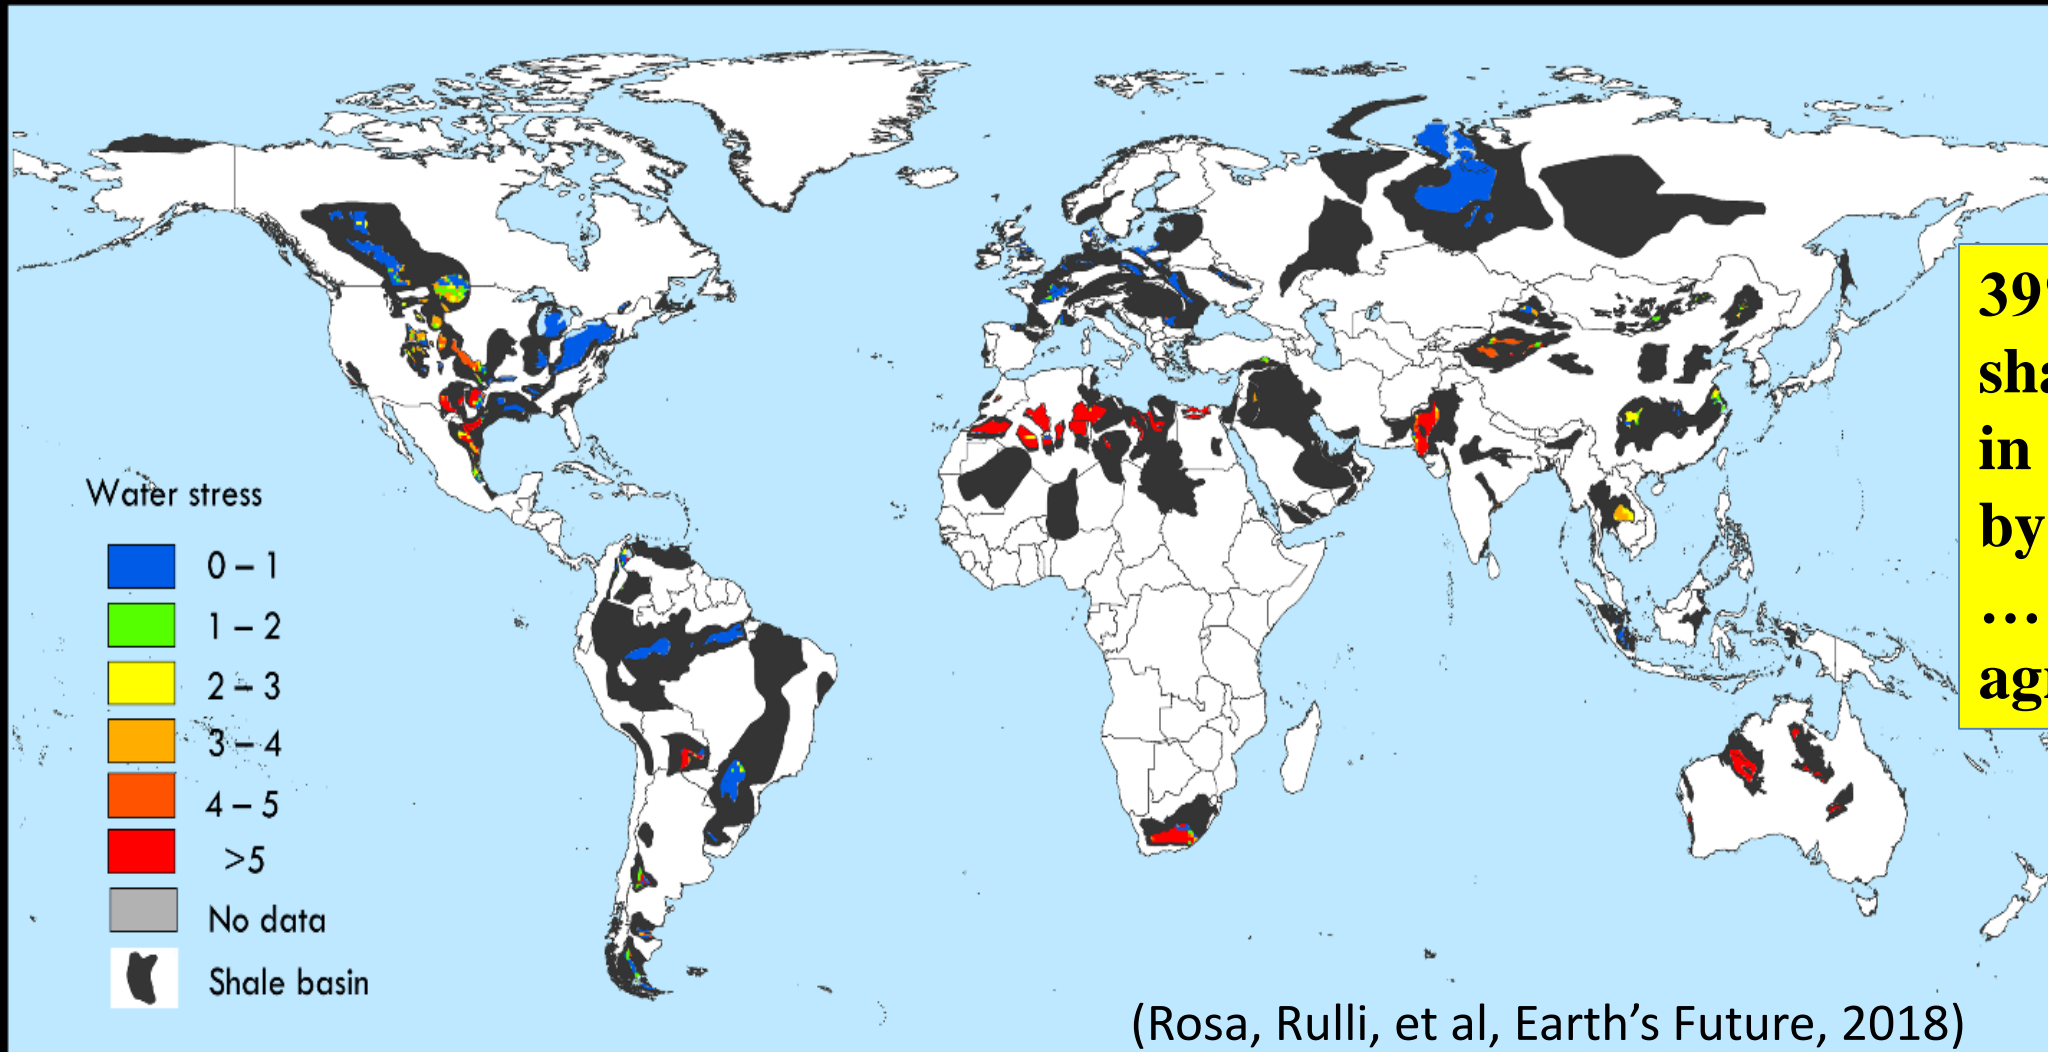 Water stress
0 – 1
1 – 2
2 – 3
3 – 4
4 – 5
>5
No data
Shale basin
39
in
by
…
(Rosa, Rulli, et al, Earth's Future, 2018)